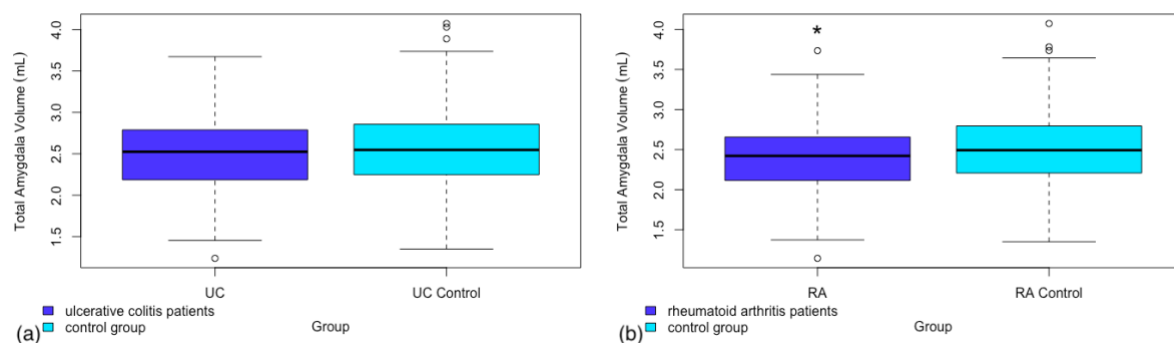 Total Amygdala Volume (mL)
4.0
3.5
3.0
2.5
2.0
1.5
UC
UC Control
ulcerative colitis patients
control group
(a)
Group
Total Amygdala Volume (mL)
4.0
3.5
3.0
2.5
2.0
1.5
*
RA
RA Control
rheumatoid arthritis patients
control group
(b)
Group